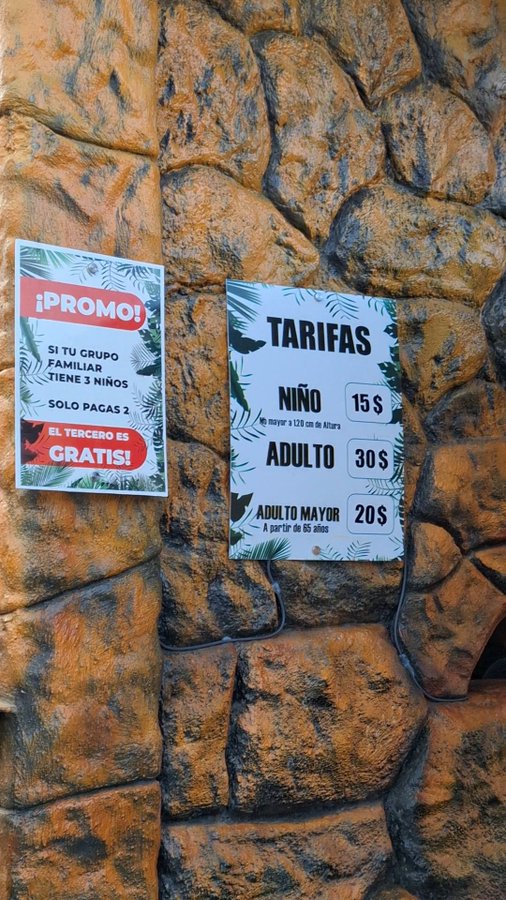 ¡PROMO!
SI TU GRUPO
FAMILIAR
TIENE 3 NIÑOS
SOLO PAGAS 2
EL TERCERO ES
GRATIS!
TARIFAS
NIÑO 15$
No mayor a 1.20 cm de Altura
ADULTO 30$
ADULTO MAYOR 20$
A partir de 65 años